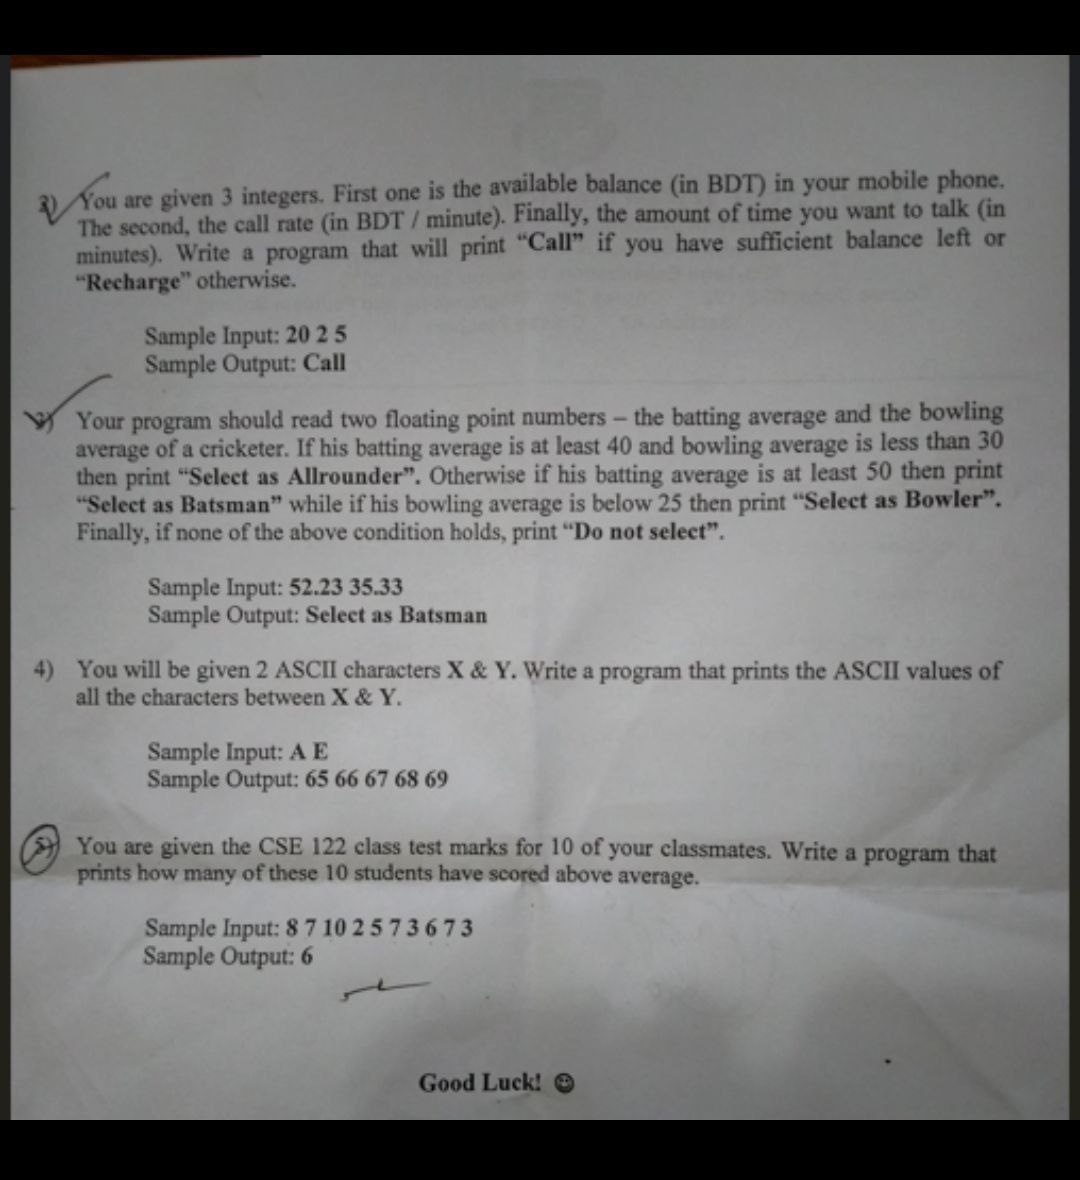 2) You are given 3 integers. First one is the available balance (in BDT) in your mobile phone.
The second, the call rate (in BDT / minute). Finally, the amount of time you want to talk (in
minutes). Write a program that will print “Call” if you have sufficient balance left or
“Recharge” otherwise.
Sample Input: 20 2 5
Sample Output: Call
3) Your program should read two floating point numbers – the batting average and the bowling
average of a cricketer. If his batting average is at least 40 and bowling average is less than 30
then print “Select as Allrounder”. Otherwise if his batting average is at least 50 then print
“Select as Batsman” while if his bowling average is below 25 then print “Select as Bowler”.
Finally, if none of the above condition holds, print “Do not select”.
Sample Input: 52.23 35.33
Sample Output: Select as Batsman
4) You will be given 2 ASCII characters X & Y. Write a program that prints the ASCII values of
all the characters between X & Y.
Sample Input: A E
Sample Output: 65 66 67 68 69
5) You are given the CSE 122 class test marks for 10 of your classmates. Write a program that
prints how many of these 10 students have scored above average.
Sample Input: 8 7 10 2 5 7 3 6 7 3
Sample Output: 6
Good Luck! ☺